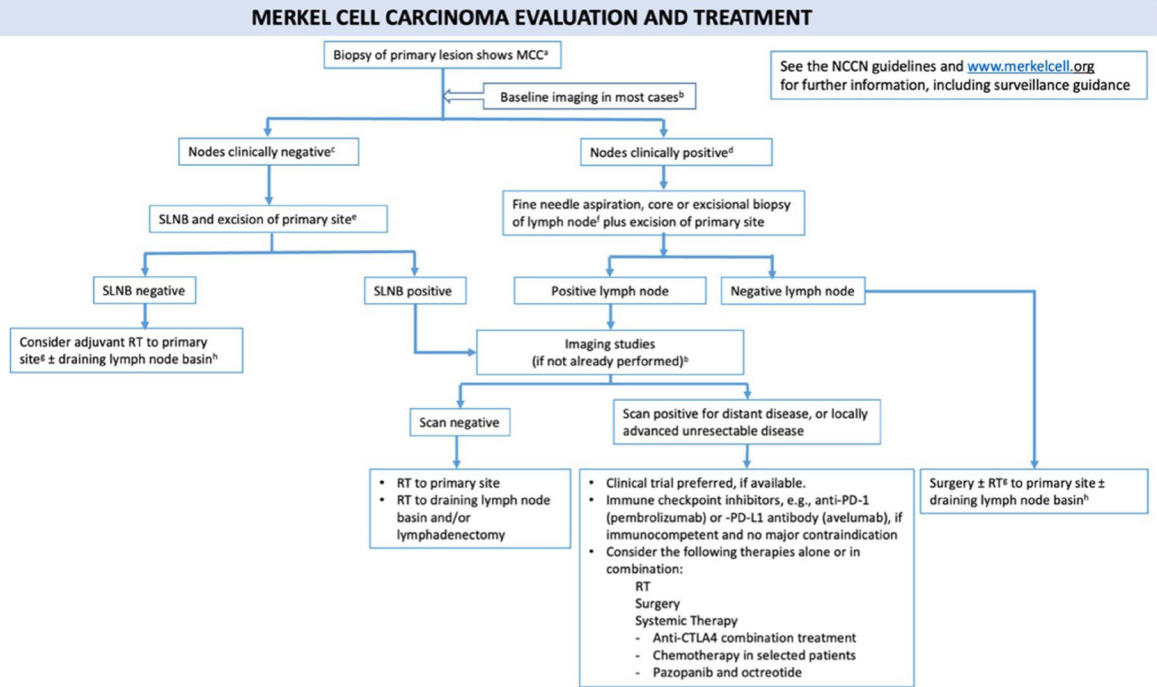 MERKEL CELL CARCINOMA EVALUATION AND TREATMENT
Biopsy of primary lesion shows MCCᵃ
See the NCCN guidelines and www.merkelcell.org
for further information, including surveillance guidance
Baseline imaging in most casesᵇ
Nodes clinically negativeᶜ
Nodes clinically positiveᵈ
SLNB and excision of primary siteᵉ
Fine needle aspiration, core or excisional biopsy
of lymph nodeᶠ plus excision of primary site
SLNB negative
SLNB positive
Positive lymph node
Negative lymph node
Consider adjuvant RT to primary
siteᵍ ± draining lymph node basinʰ
Imaging studies
(if not already performed)ᵇ
Scan negative
Scan positive for distant disease, or locally
advanced unresectable disease
• RT to primary site
• RT to draining lymph node
basin and/or
lymphadenectomy
• Clinical trial preferred, if available.
• Immune checkpoint inhibitors, e.g., anti-PD-1
(pembrolizumab) or -PD-L1 antibody (avelumab), if
immunocompetent and no major contraindication
• Consider the following therapies alone or in
combination:
RT
Surgery
Systemic Therapy
- Anti-CTLA4 combination treatment
- Chemotherapy in selected patients
- Pazopanib and octreotide
Surgery ± RTᵍ to primary site ±
draining lymph node basinʰ